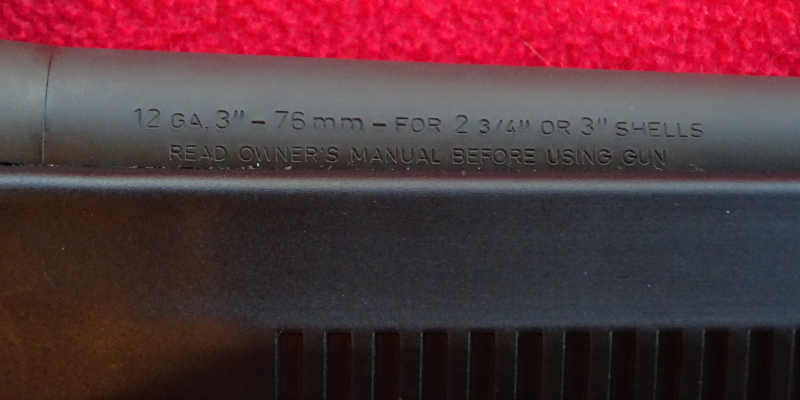 12 GA. 3" – 76 mm – FOR 2 3/4" OR 3" SHELLS
READ OWNER'S MANUAL BEFORE USING GUN